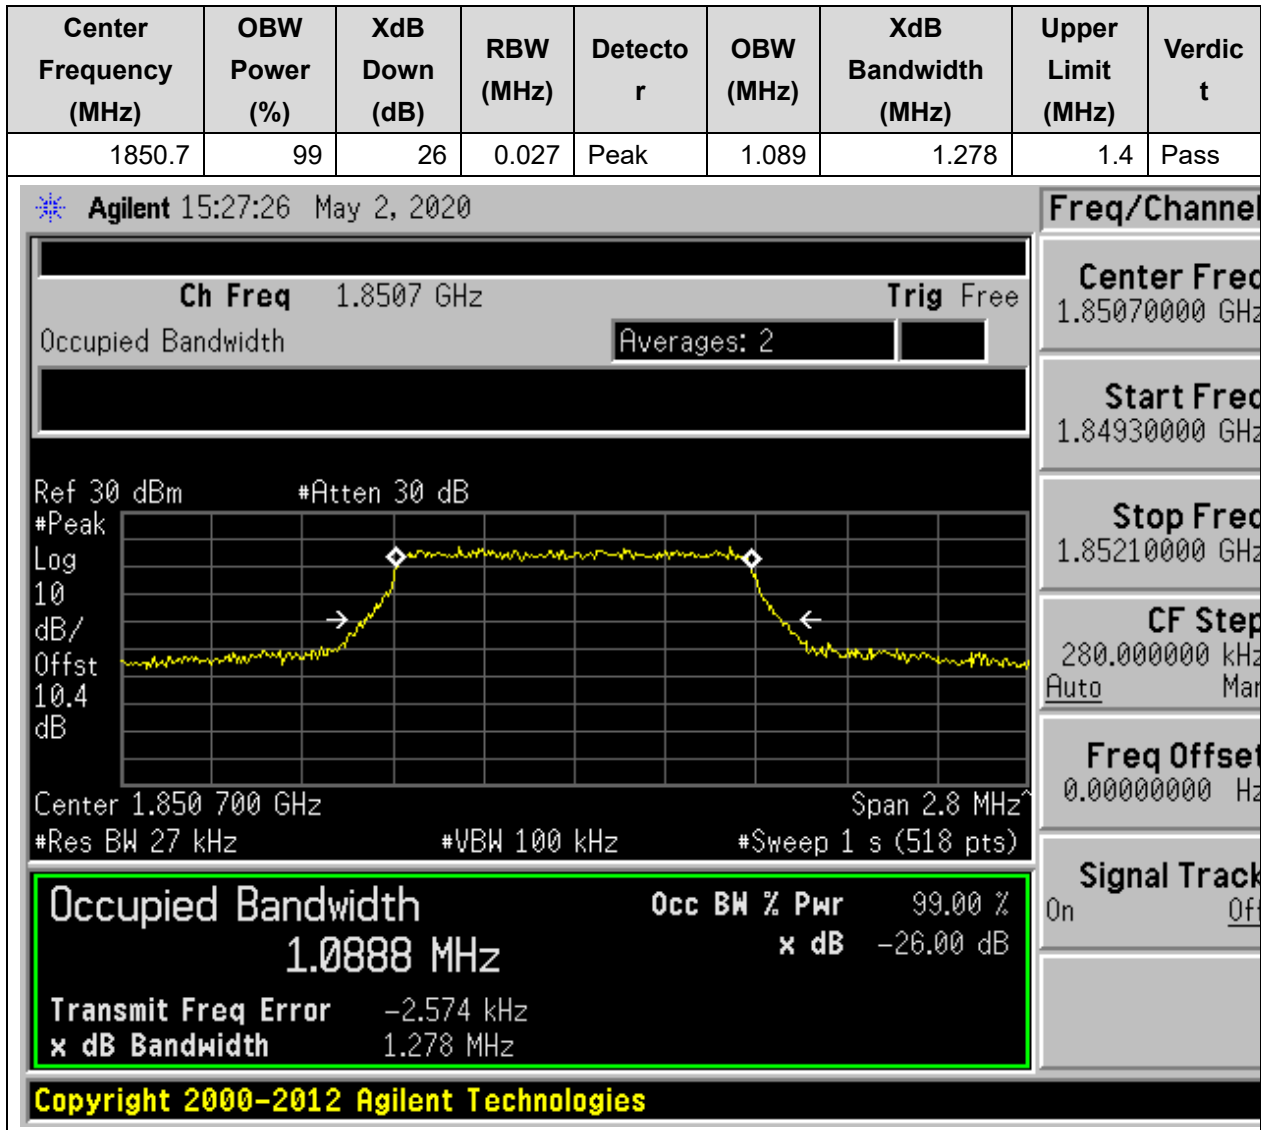 Center Frequency (MHz) OBW Power (%) XdB Down (dB) RBW (MHz) Detector OBW (MHz) XdB Bandwidth (MHz) Upper Limit (MHz) Verdict
1850.7 99 26 0.027 Peak 1.089 1.278 1.4 Pass
Agilent 15:27:26 May 2, 2020
Freq/Channel
Ch Freq 1.8507 GHz Trig Free
Occupied Bandwidth Averages: 2
Center Freq
1.85070000 GHz
Start Freq
1.84930000 GHz
Stop Freq
1.85210000 GHz
CF Step
280.000000 kHz
Auto Man
Freq Offset
0.00000000 Hz
Signal Track
On Off
Ref 30 dBm #Atten 30 dB
#Peak
Log
10
dB/
Offst
10.4
dB
Center 1.850 700 GHz Span 2.8 MHz^
#Res BW 27 kHz #VBW 100 kHz #Sweep 1 s (518 pts)
Occupied Bandwidth Occ BW % Pwr 99.00 %
1.0888 MHz x dB -26.00 dB
Transmit Freq Error -2.574 kHz
x dB Bandwidth 1.278 MHz
Copyright 2000-2012 Agilent Technologies